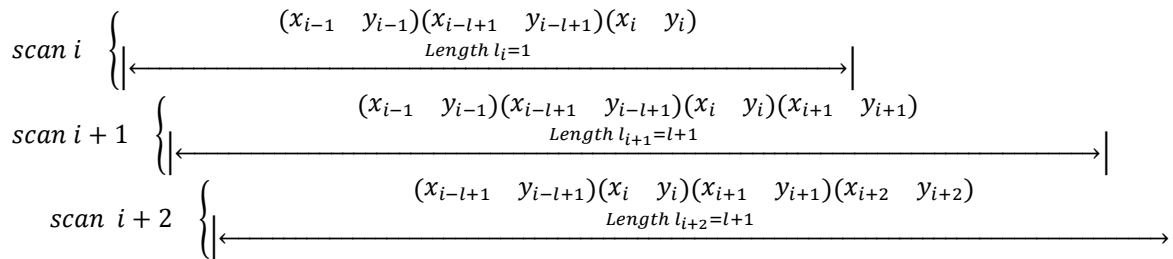 (x_{i-1} y_{i-1})(x_{i-l+1} y_{i-l+1})(x_i y_i)
scan i { Length l_i=1
(x_{i-1} y_{i-1})(x_{i-l+1} y_{i-l+1})(x_i y_i)(x_{i+1} y_{i+1})
scan i + 1 { Length l_{i+1}=l+1
(x_{i-l+1} y_{i-l+1})(x_i y_i)(x_{i+1} y_{i+1})(x_{i+2} y_{i+2})
scan i + 2 { Length l_{i+2}=l+1